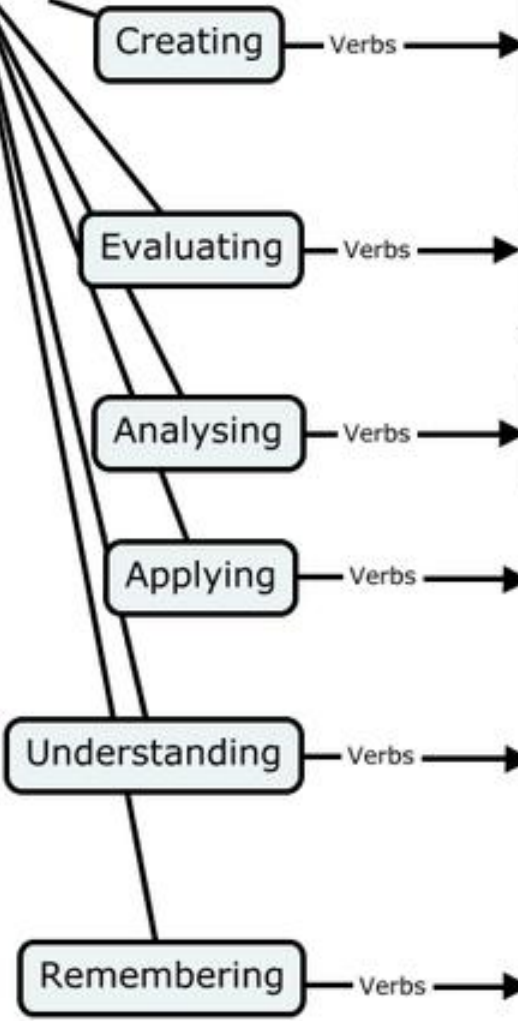 Creating Verbs
Evaluating Verbs
Analysing Verbs
Applying Verbs
Understanding Verbs
Remembering Verbs